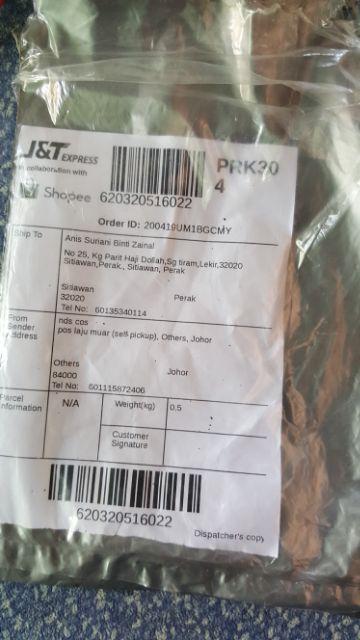 J&T EXPRESS
In collaboration with
Shopee
620320516022
PRK30
4
Order ID: 200419UM1BGCMY
Ship To
Anis Suriani Binti Zainal
No 25, Kg Parit Haji Dollah,Sg tiram,Lekir,32020
Sitiawan,Perak., Sitiawan, Perak
Sitiawan
32020 Perak
Tel No: 60135340114
From
Sender
Address
nds cos
pos laju muar (self-pickup), Others, Johor
Others
84000 Johor
Tel No: 601115872406
Parcel
Information
N/A
Weight(kg) 0.5
Customer
Signature
620320516022
Dispatcher's copy